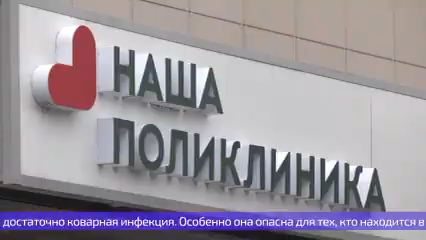 НАША
ПОЛИКЛИНИКА
достаточно коварная инфекция. Особенно она опасна для тех, кто находится в